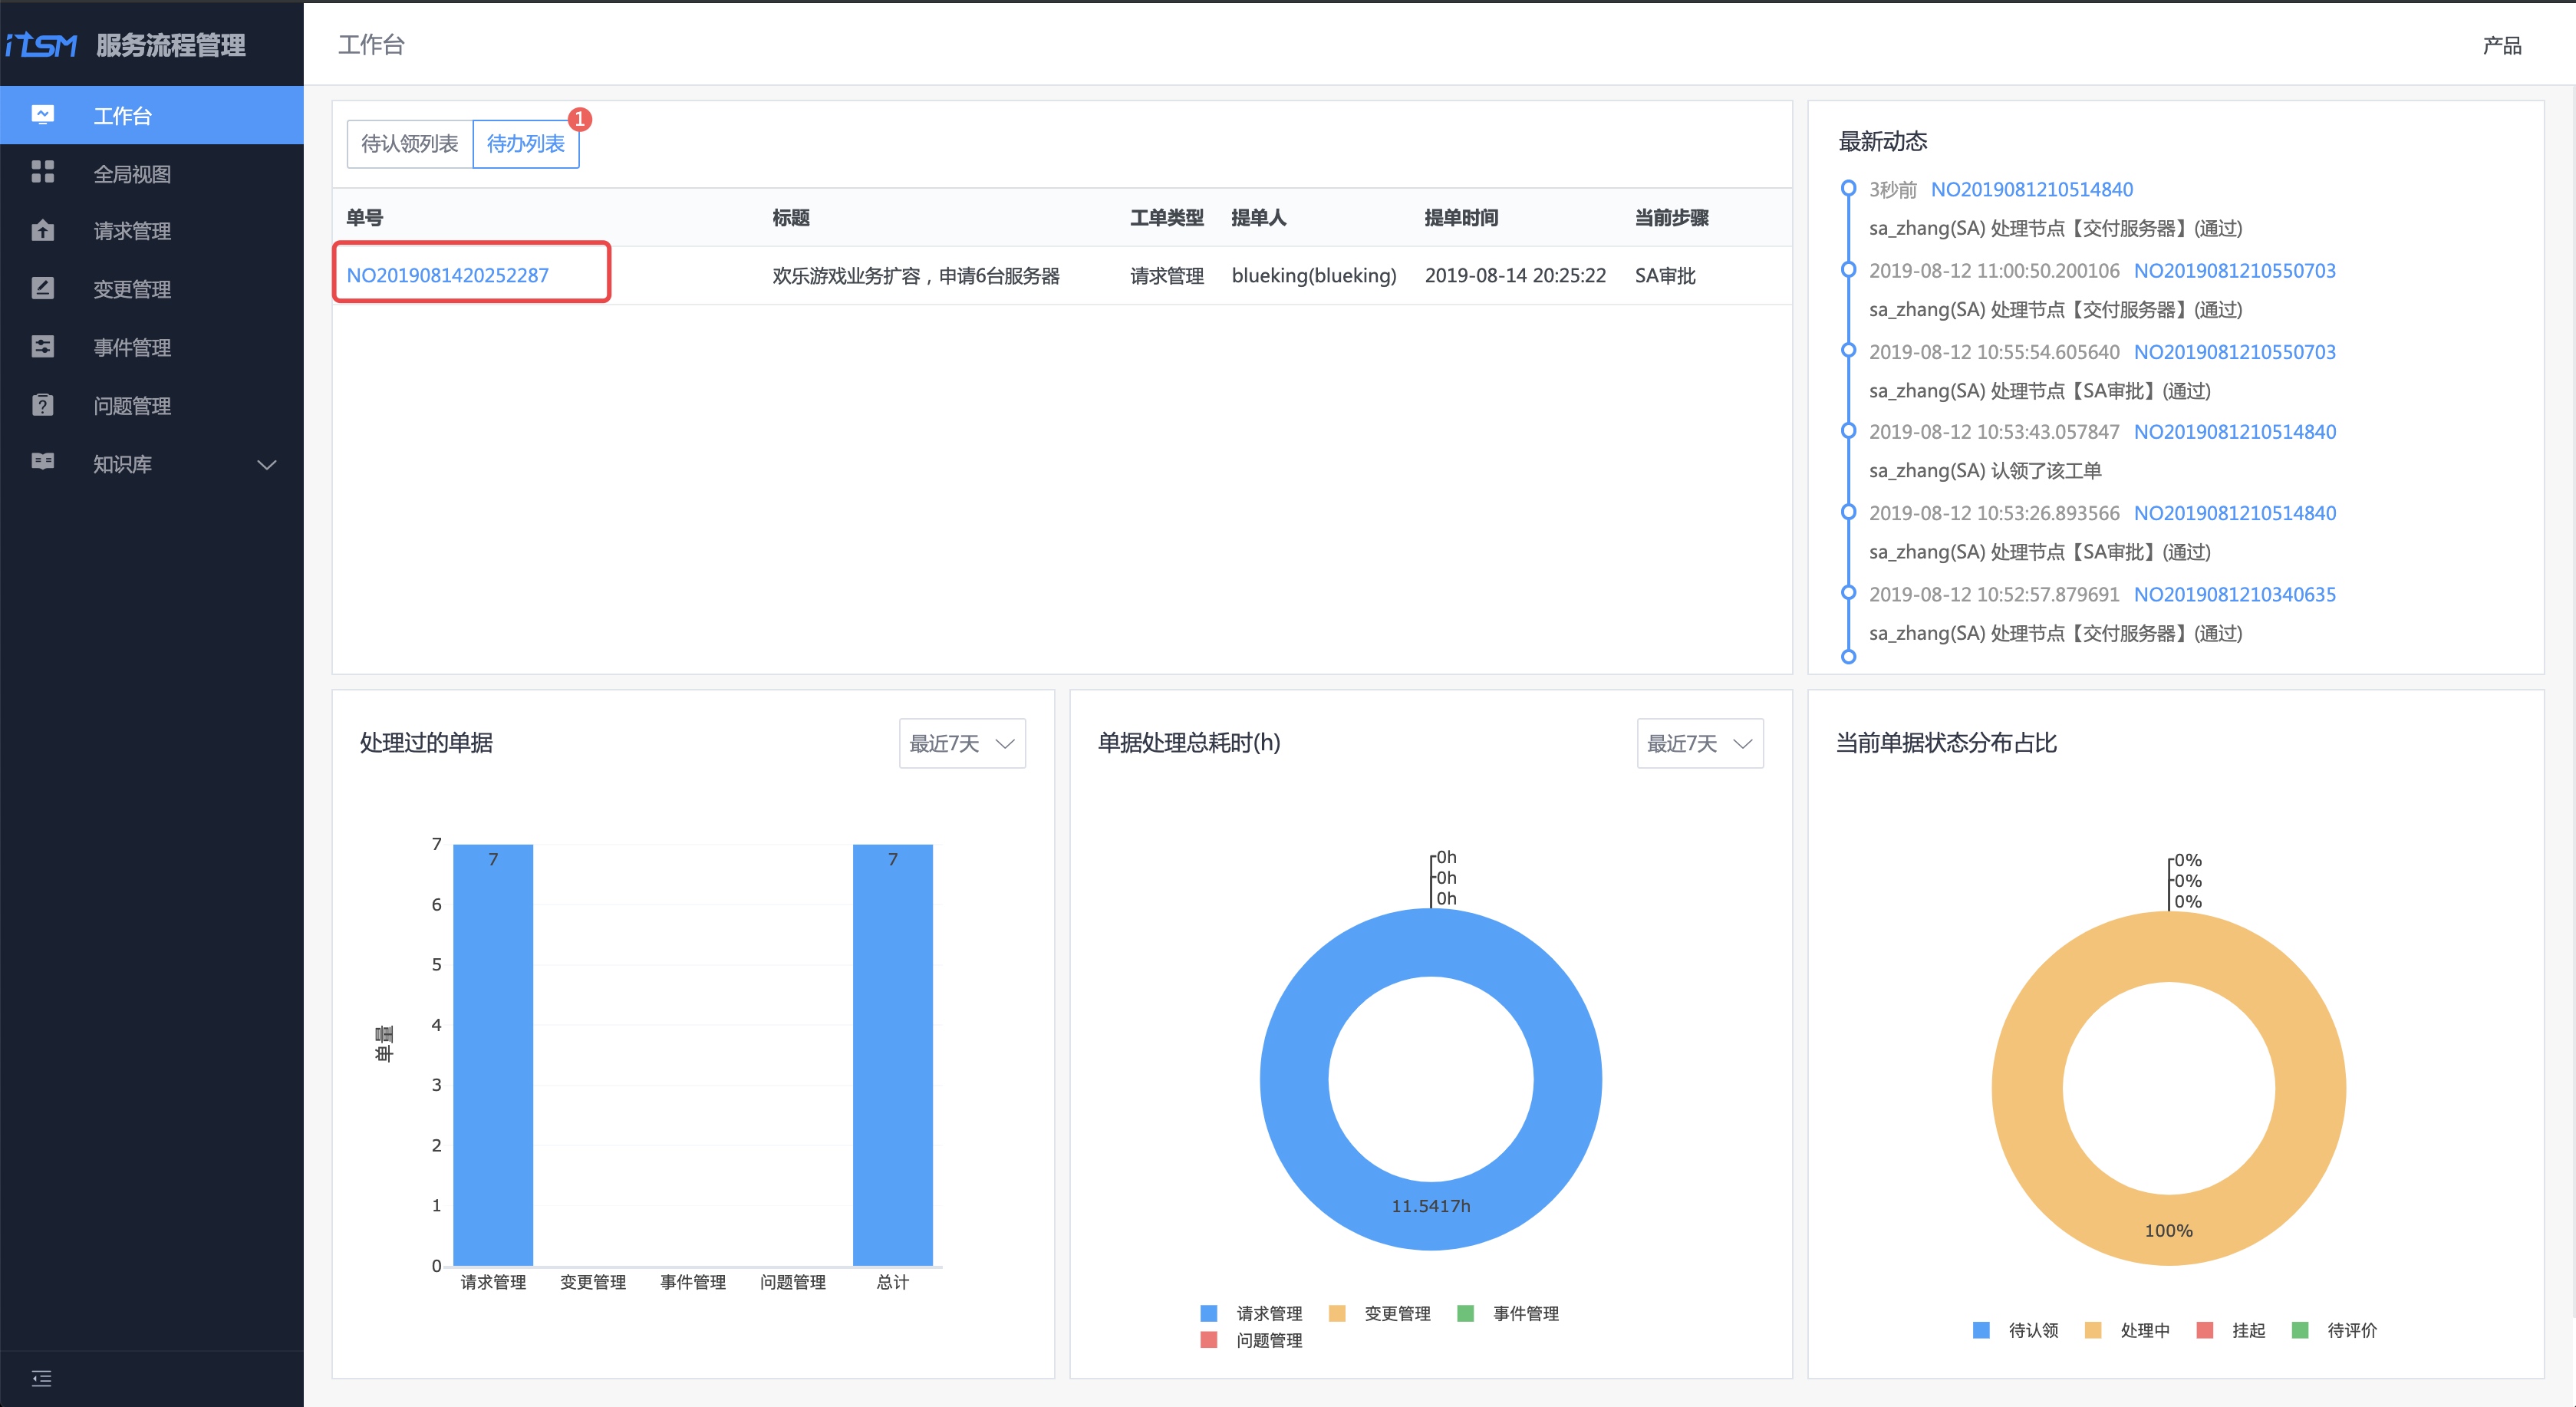 iTSM 服务流程管理
工作台
产品
工作台
全局视图
请求管理
变更管理
事件管理
问题管理
知识库
待认领列表 待办列表 1
单号 标题 工单类型 提单人 提单时间 当前步骤
NO2019081420252287 欢乐游戏业务扩容，申请6台服务器 请求管理 blueking(blueking) 2019-08-14 20:25:22 SA审批
最新动态
3秒前 NO2019081210514840
sa_zhang(SA) 处理节点【交付服务器】(通过)
2019-08-12 11:00:50.200106 NO2019081210550703
sa_zhang(SA) 处理节点【交付服务器】(通过)
2019-08-12 10:55:54.605640 NO2019081210550703
sa_zhang(SA) 处理节点【SA审批】(通过)
2019-08-12 10:53:43.057847 NO2019081210514840
sa_zhang(SA) 认领了该工单
2019-08-12 10:53:26.893566 NO2019081210514840
sa_zhang(SA) 处理节点【SA审批】(通过)
2019-08-12 10:52:57.879691 NO2019081210340635
sa_zhang(SA) 处理节点【交付服务器】(通过)
处理过的单据 最近7天
单量
7
6
5
4
3
2
1
0
7 7
请求管理 变更管理 事件管理 问题管理 总计
单据处理总耗时(h) 最近7天
0h
0h
0h
11.5417h
请求管理 变更管理 事件管理
问题管理
当前单据状态分布占比
0%
0%
0%
100%
待认领 处理中 挂起 待评价